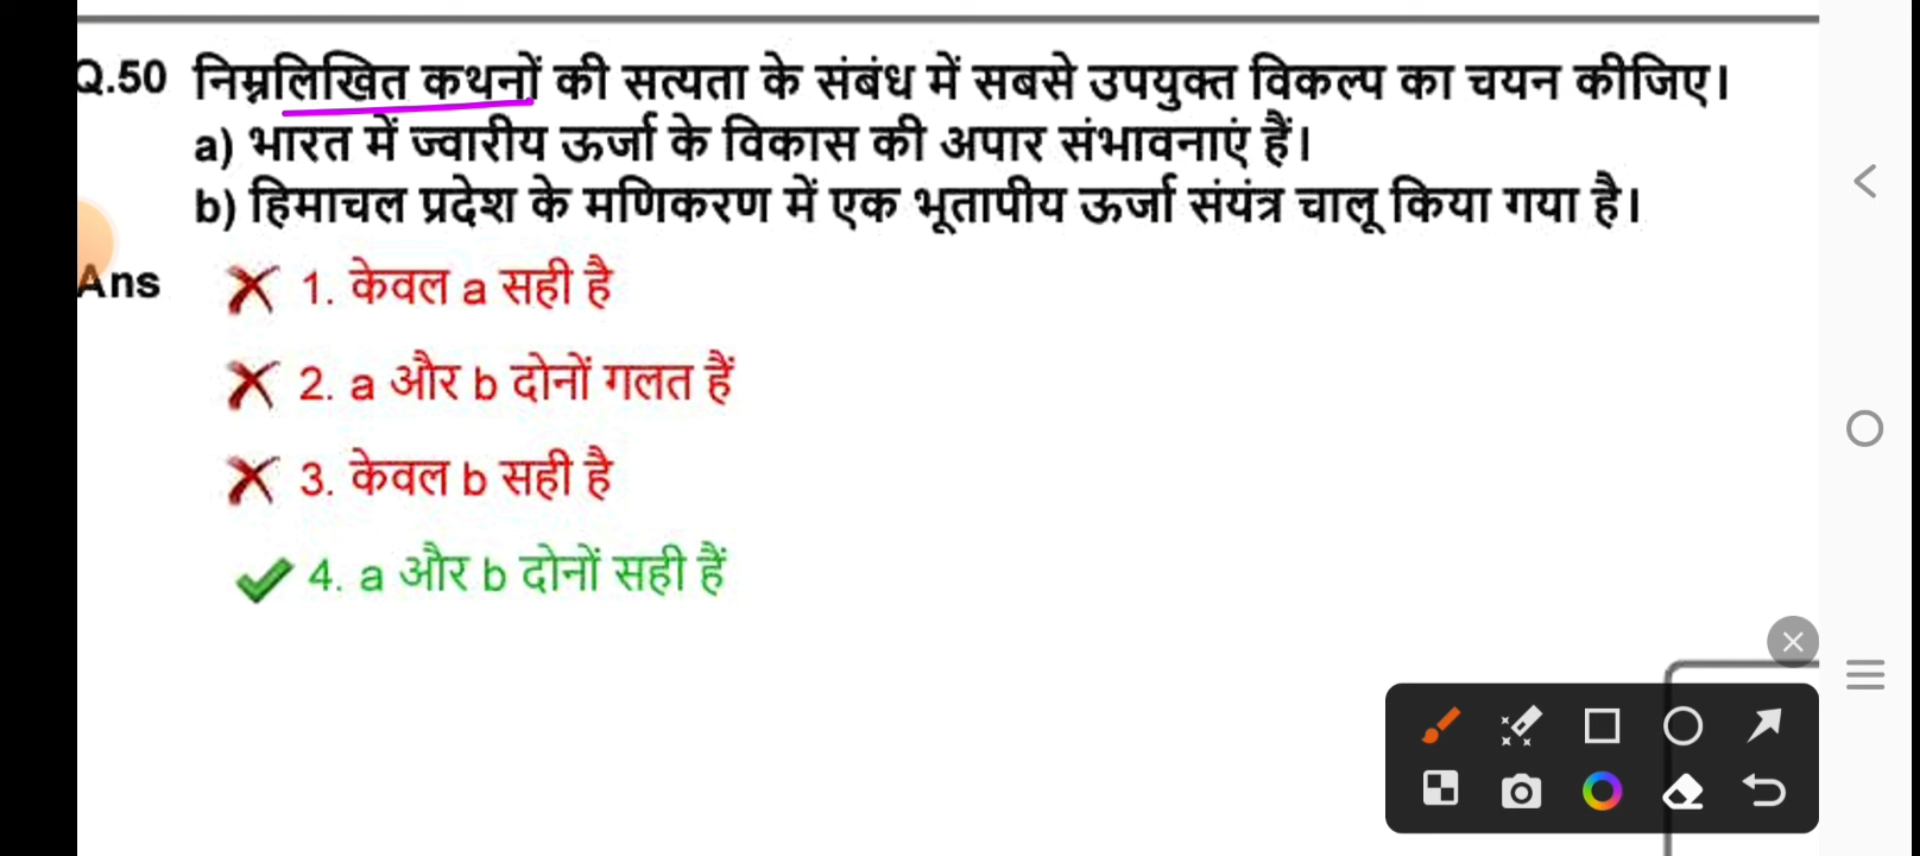 Q.50 निम्नलिखित कथनों की सत्यता के संबंध में सबसे उपयुक्त विकल्प का चयन कीजिए।
a) भारत में ज्वारीय ऊर्जा के विकास की अपार संभावनाएं हैं।
b) हिमाचल प्रदेश के मणिकरण में एक भूतापीय ऊर्जा संयंत्र चालू किया गया है।
Ans 1. केवल a सही है
2. a और b दोनों गलत हैं
3. केवल b सही है
4. a और b दोनों सही हैं